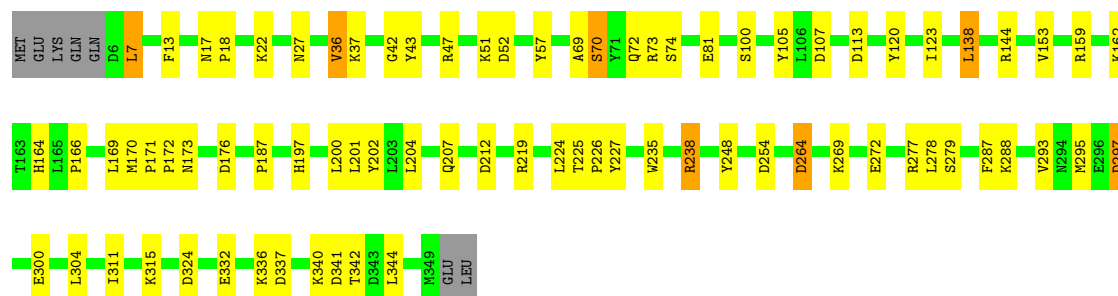 MET GLU LYS GLN GLN D6 L7 F13 N17 P18 K22 N27 V36 K37 G42 Y43 R47 K51 D52 Y57 A69 S70 Y71 Q72 R73 S74 E81 S100 Y105 L106 D107 D113 Y120 I123 L138 R144 V153 R159 K162
T163 H164 L165 P166 L169 M170 P171 P172 N173 D176 P187 H197 L200 L201 Y202 L203 L204 Q207 D212 R219 L224 T225 P226 Y227 W235 R238 Y248 D254 D264 K269 E272 R277 L278 S279 F287 K288 V293 N294 M295 E296
E300 L304 I311 K315 D324 E332 K336 D337 K340 D341 T342 D343 L344 M349 GLU LEU